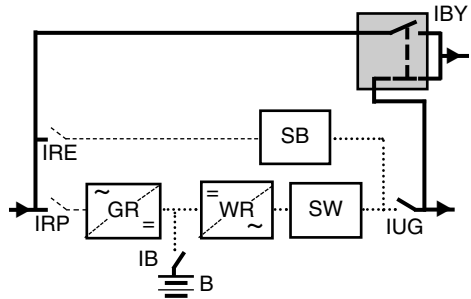 IBY
IRE
SB
IRP
~
GR
=
=
WR
~
SW
IUG
IB
B